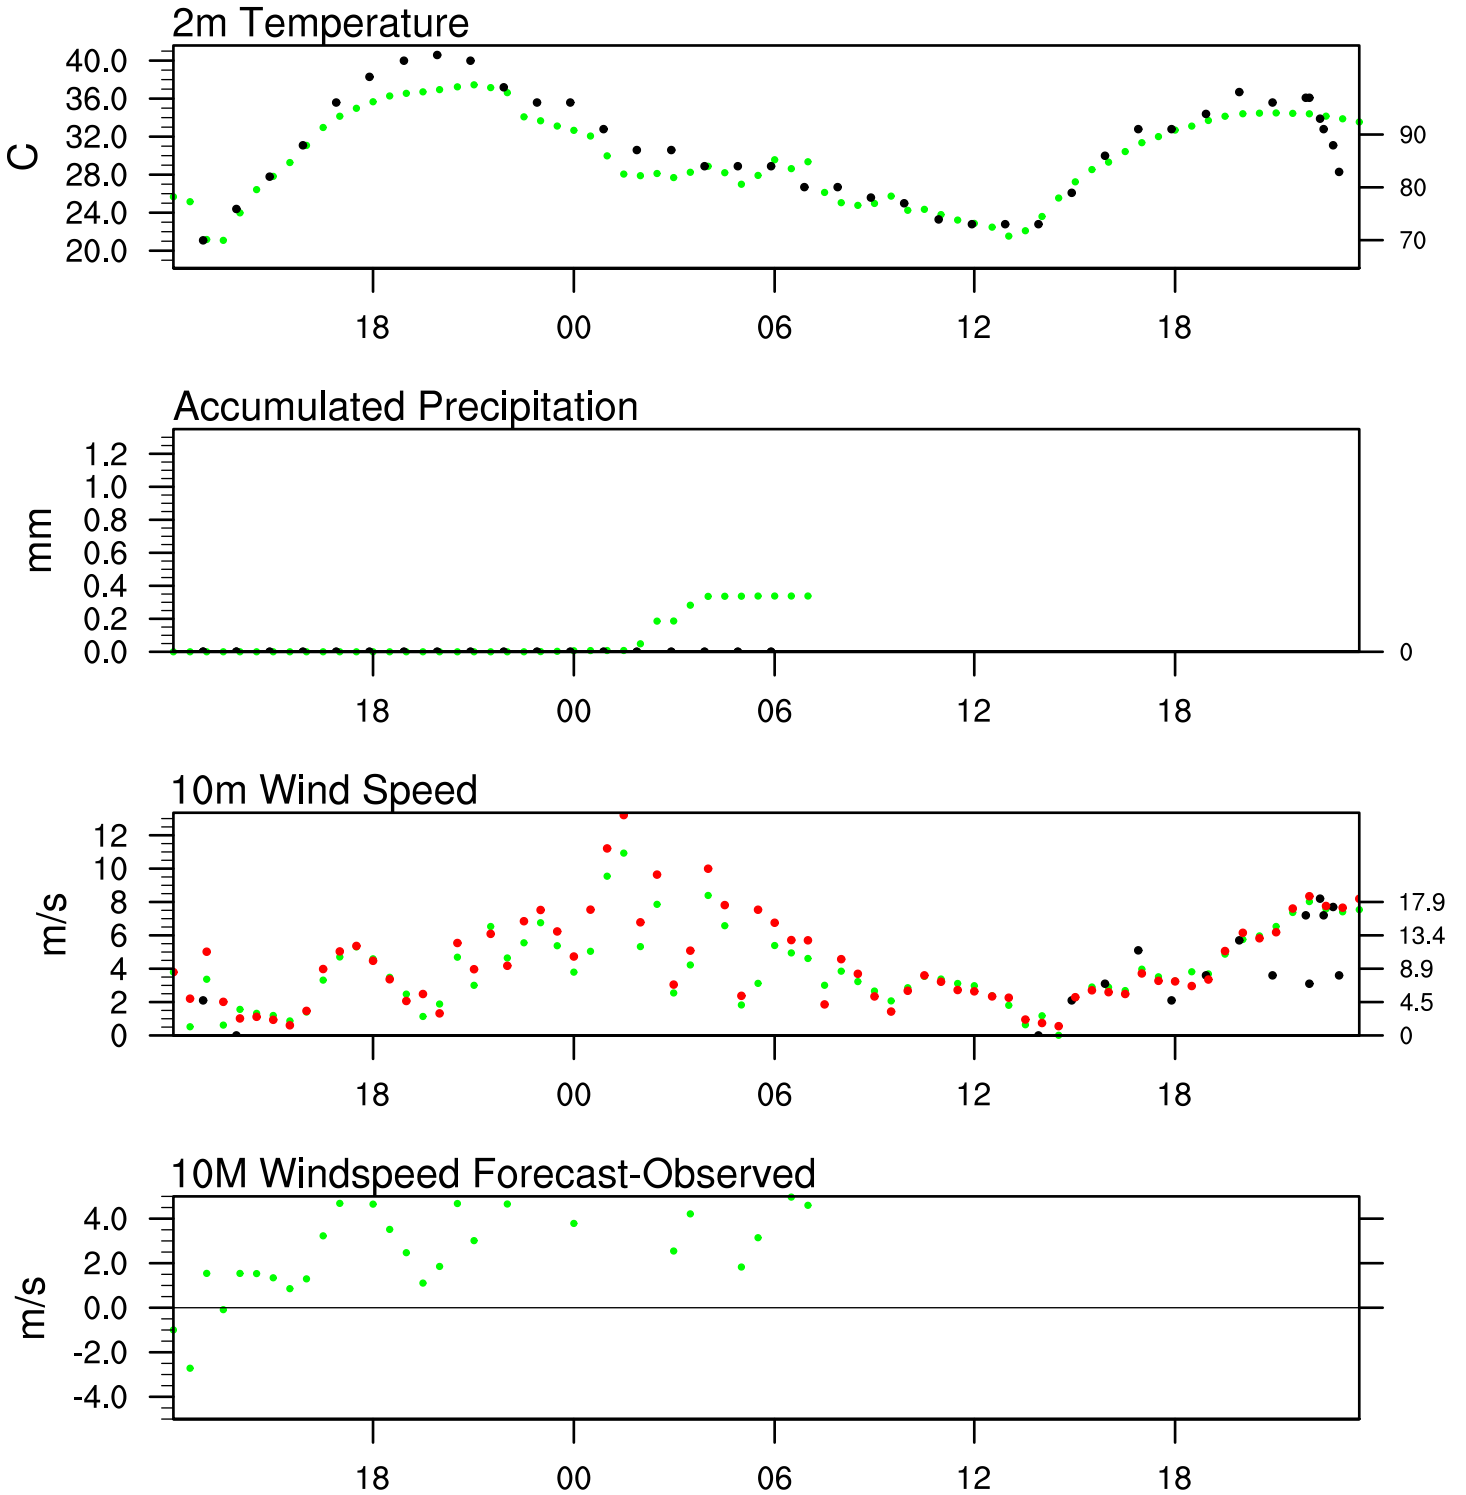 2m Temperature
40.0
36.0
32.0
28.0
24.0
20.0
C
90
80
70
18 00 06 12 18
Accumulated Precipitation
1.2
1.0
0.8
0.6
0.4
0.2
0.0
mm
0
18 00 06 12 18
10m Wind Speed
12
10
8
6
4
2
0
m/s
17.9
13.4
8.9
4.5
0
18 00 06 12 18
10M Windspeed Forecast-Observed
4.0
2.0
0.0
-2.0
-4.0
m/s
18 00 06 12 18